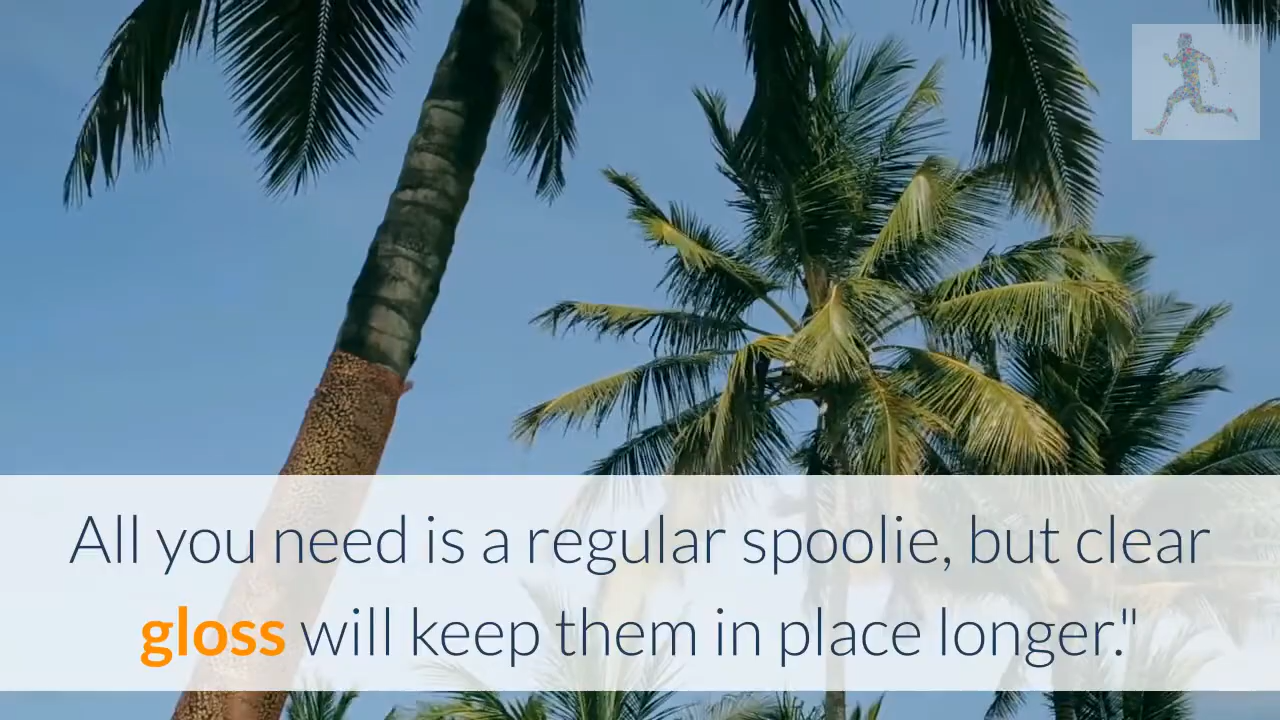 All you need is a regular spoolie, but clear
gloss will keep them in place longer."